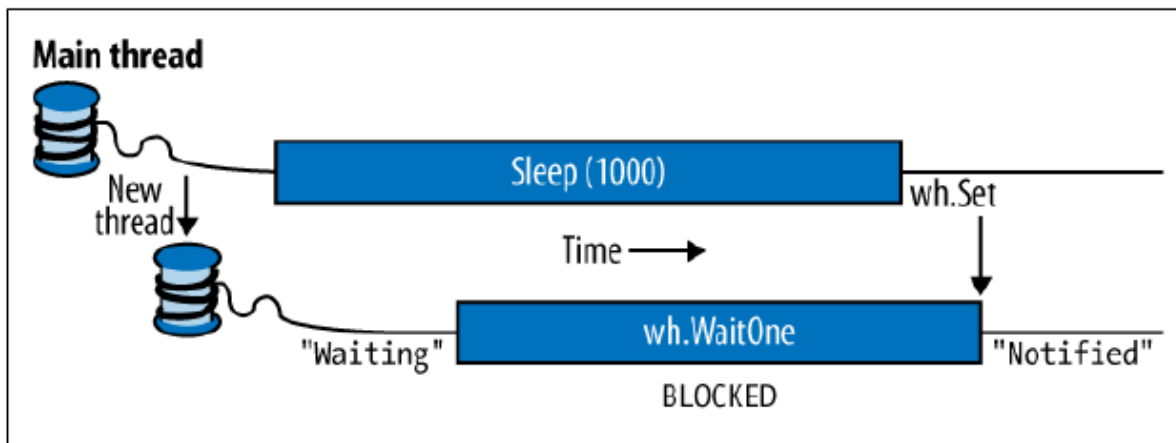 Main thread
Sleep (1000)
New
thread
wh.Set
Time
wh.WaitOne
"Waiting"
"Notified"
BLOCKED